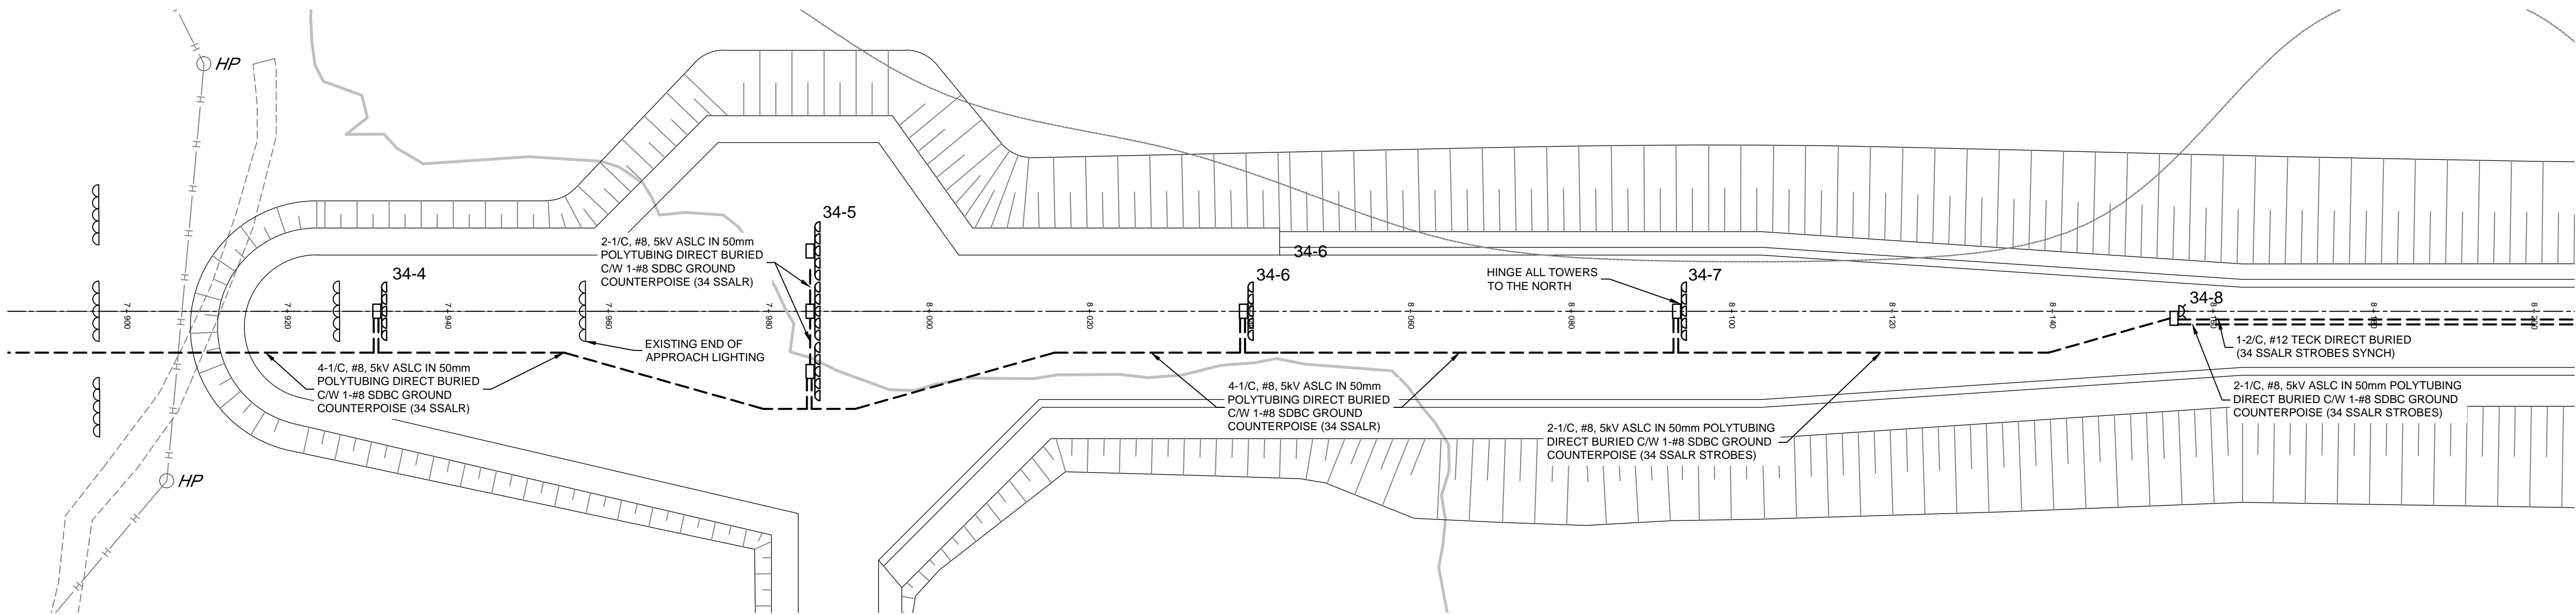 HP
34-5
2-1/C, #8, 5kV ASLC IN 50mm
POLYTUBING DIRECT BURIED
C/W 1-#8 SDBC GROUND
COUNTERPOISE (34 SSALR)
34-6
34-4
34-6
HINGE ALL TOWERS
TO THE NORTH
34-7
34-8
7+900
7+920
7+940
7+960
7+980
8+000
8+020
8+060
8+080
8+100
8+120
8+140
8+160
8+180
8+200
EXISTING END OF
APPROACH LIGHTING
1-2/C, #12 TECK DIRECT BURIED
(34 SSALR STROBES SYNCH)
4-1/C, #8, 5kV ASLC IN 50mm
POLYTUBING DIRECT BURIED
C/W 1-#8 SDBC GROUND
COUNTERPOISE (34 SSALR)
4-1/C, #8, 5kV ASLC IN 50mm
POLYTUBING DIRECT BURIED
C/W 1-#8 SDBC GROUND
COUNTERPOISE (34 SSALR)
2-1/C, #8, 5kV ASLC IN 50mm POLYTUBING
DIRECT BURIED C/W 1-#8 SDBC GROUND
COUNTERPOISE (34 SSALR STROBES)
2-1/C, #8, 5kV ASLC IN 50mm POLYTUBING
DIRECT BURIED C/W 1-#8 SDBC GROUND
COUNTERPOISE (34 SSALR STROBES)
HP